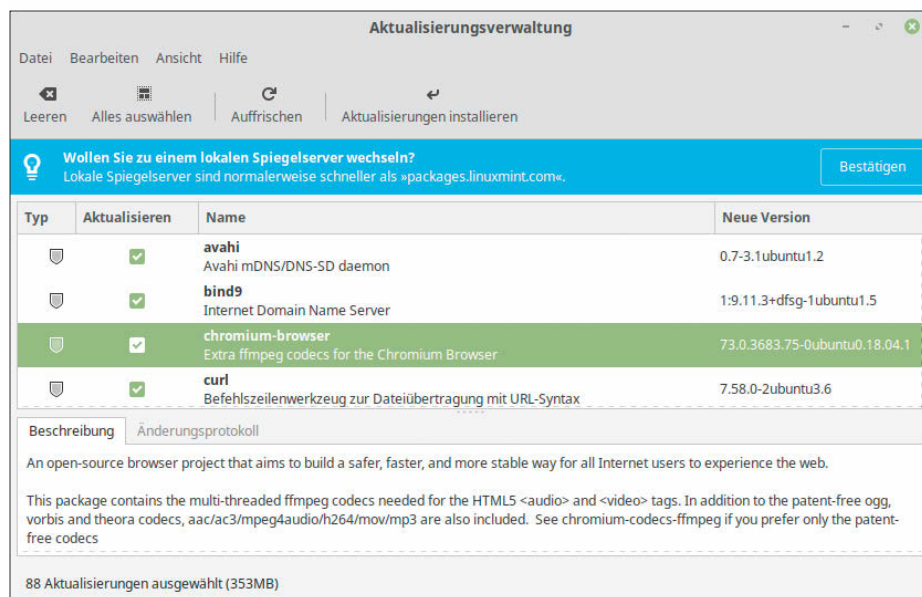 Aktualisierungsverwaltung
Datei Bearbeiten Ansicht Hilfe
Leeren Alles auswählen Auffrischen Aktualisierungen installieren
Wollen Sie zu einem lokalen Spiegelserver wechseln?
Lokale Spiegelserver sind normalerweise schneller als »packages.linuxmint.com«.
Bestätigen
Typ Aktualisieren Name Neue Version
avahi
Avahi mDNS/DNS-SD daemon
0.7-3.1ubuntu1.2
bind9
Internet Domain Name Server
1:9.11.3+dfsg-1ubuntu1.5
chromium-browser
Extra ffmpeg codecs for the Chromium Browser
73.0.3683.75-0ubuntu0.18.04.1
curl
Befehlszeilenwerkzeug zur Dateiübertragung mit URL-Syntax
7.58.0-2ubuntu3.6
Beschreibung Änderungsprotokoll
An open-source browser project that aims to build a safer, faster, and more stable way for all Internet users to experience the web.
This package contains the multi-threaded ffmpeg codecs needed for the HTML5 <audio> and <video> tags. In addition to the patent-free ogg,
vorbis and theora codecs, aac/ac3/mpeg4audio/h264/mov/mp3 are also included. See chromium-codecs-ffmpeg if you prefer only the patent-
free codecs
88 Aktualisierungen ausgewählt (353MB)